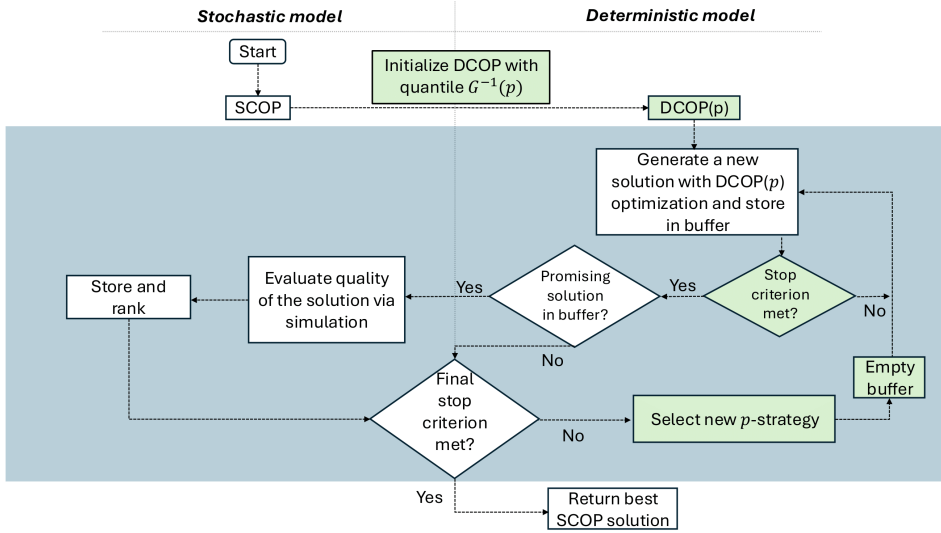 Stochastic model
Deterministic model
Start
Initialize DCOP with
quantile G⁻¹(p)
SCOP
DCOP(p)
Generate a new
solution with DCOP(p)
optimization and store
in buffer
Stop
criterion
met?
Yes
No
Promising
solution
in buffer?
Yes
No
Evaluate quality
of the solution via
simulation
Store and
rank
Final
stop
criterion
met?
No
Select new p-strategy
Empty
buffer
Yes
Return best
SCOP solution